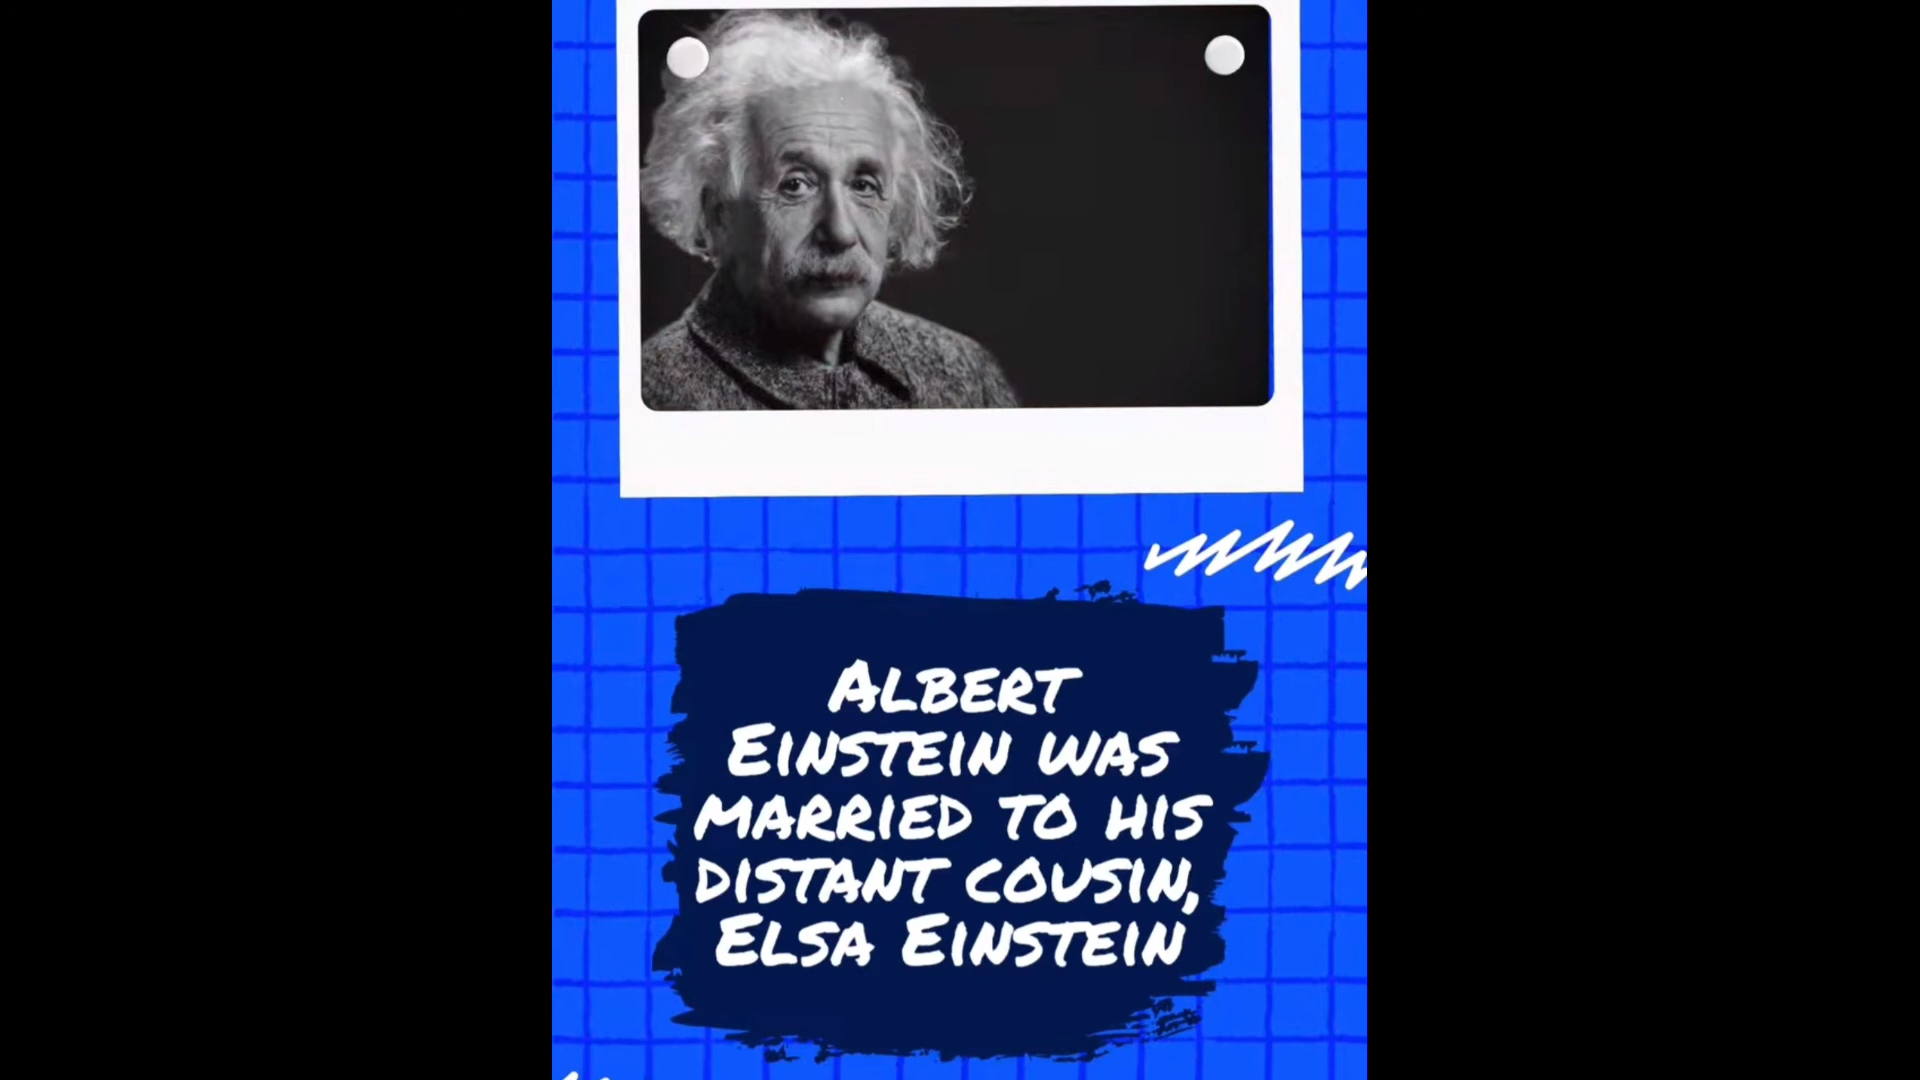 Albert
Einstein was
married to his
distant cousin,
Elsa Einstein